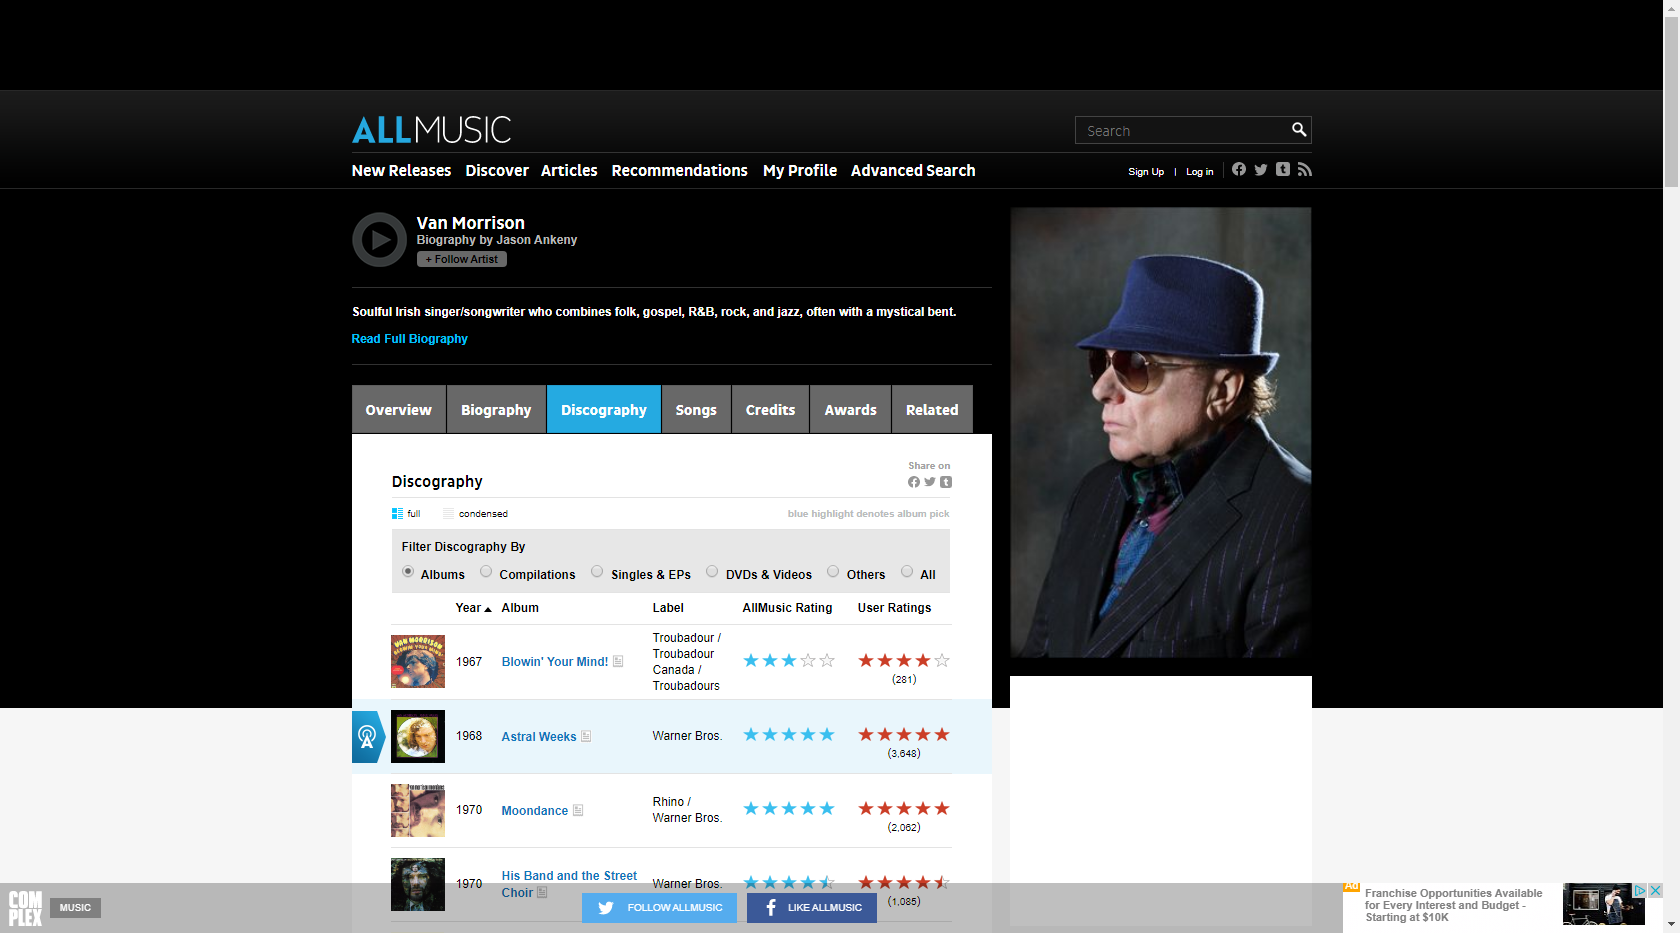 ALLMUSIC
Search
New Releases Discover Articles Recommendations My Profile Advanced Search
Sign Up | Log in
Van Morrison
Biography by Jason Ankeny
+ Follow Artist
Soulful Irish singer/songwriter who combines folk, gospel, R&B, rock, and jazz, often with a mystical bent.
Read Full Biography
Overview Biography Discography Songs Credits Awards Related
Share on
Discography
full condensed blue highlight denotes album pick
Filter Discography By
Albums Compilations Singles & EPs DVDs & Videos Others All
Year Album Label AllMusic Rating User Ratings
VAN MORRISON
BLOWIN' YOUR MIND!
1967 Blowin' Your Mind!
Troubadour /
Troubadour
Canada /
Troubadours
(281)
1968 Astral Weeks Warner Bros.
(3,648)
1970 Moondance
Rhino /
Warner Bros.
(2,062)
1970 His Band and the Street
Choir
Warner Bros.
(1,085)
COM
PLEX
MUSIC
FOLLOW ALLMUSIC
LIKE ALLMUSIC
Ad
Franchise Opportunities Available
for Every Interest and Budget -
Starting at $10K